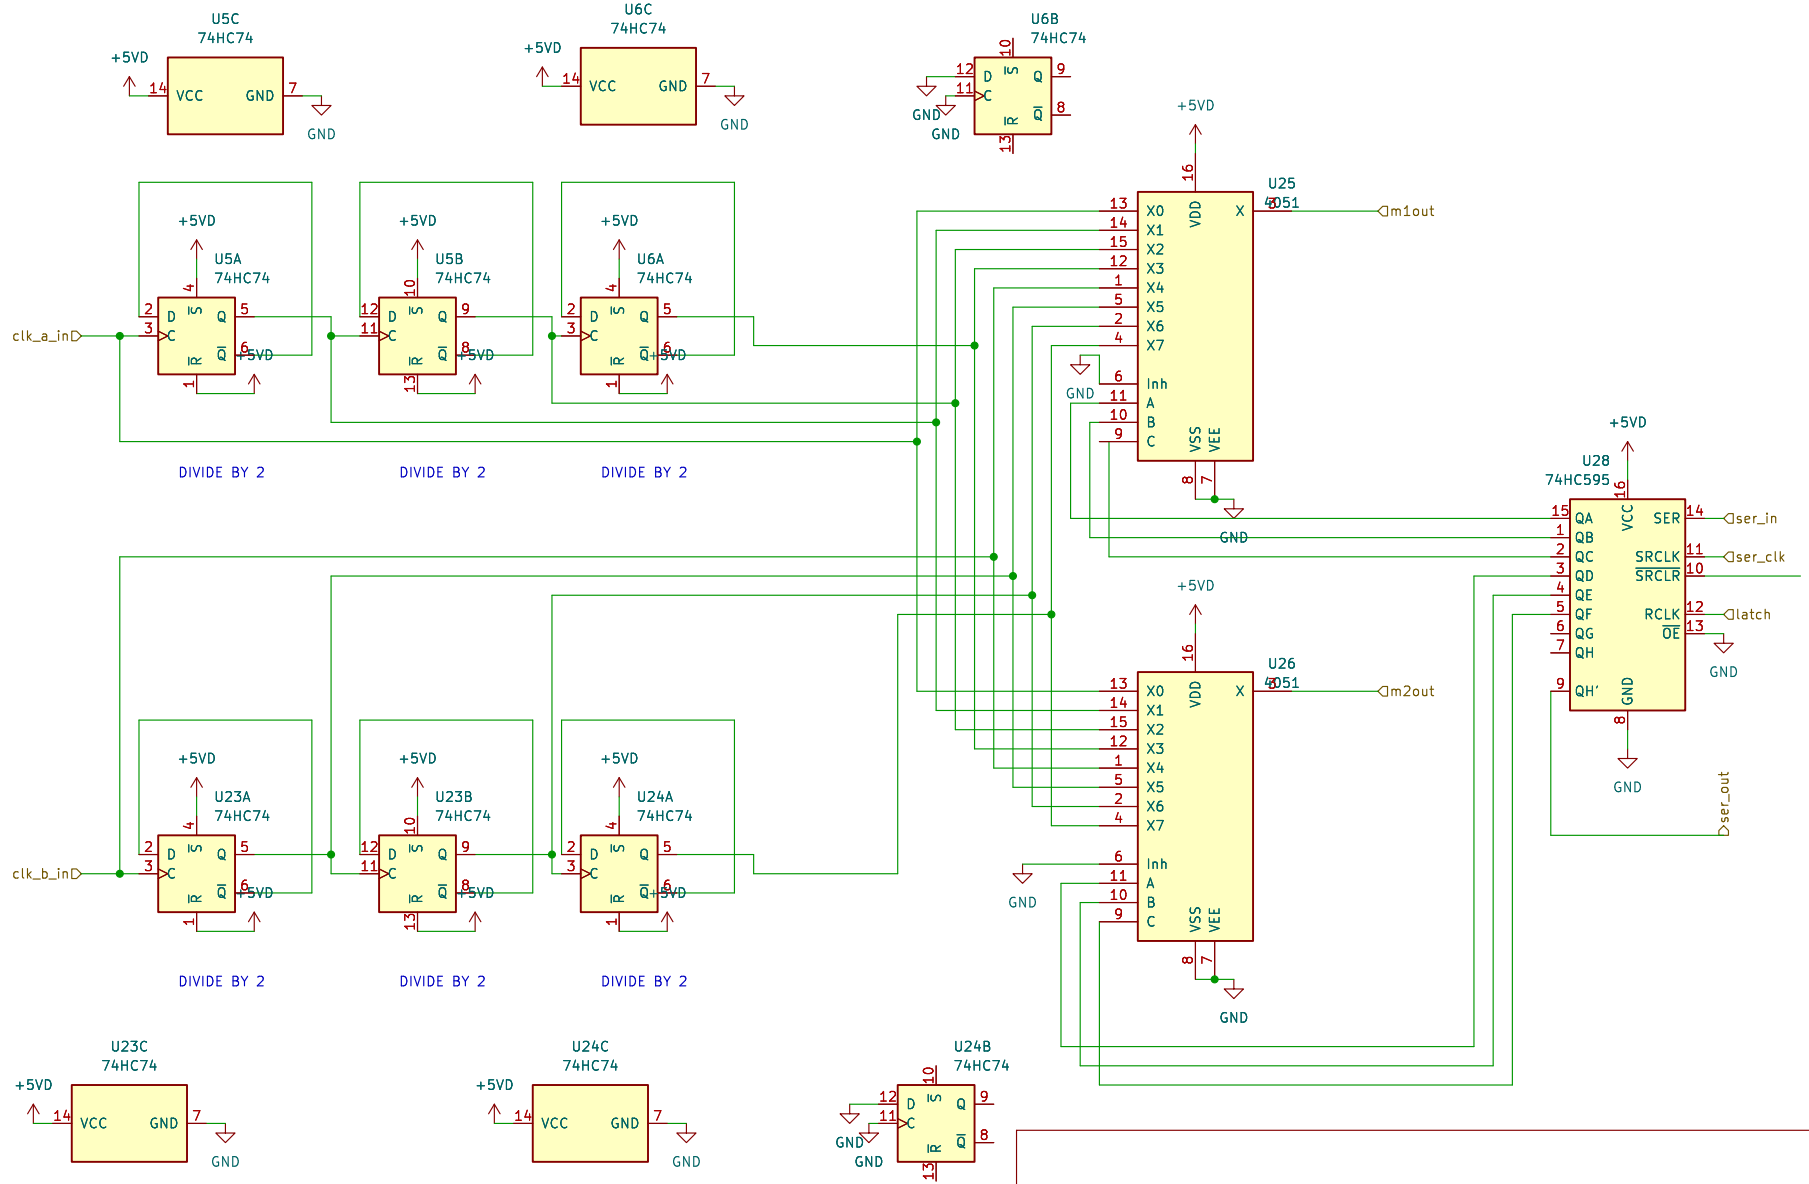 U5C
74HC74
+5VD
14
VCC
GND
7
GND
U6C
74HC74
+5VD
14
VCC
GND
7
GND
U6B
74HC74
10
12
D
S
Q
9
11
C
R
Q
8
13
GND
GND
+5VD
16
U25
4051
13
X0
VDD
X
3
m1out
14
X1
15
X2
12
X3
1
X4
5
X5
2
X6
4
X7
GND
6
Inh
11
A
10
B
9
C
VSS
VEE
8
7
GND
+5VD
U5A
74HC74
4
2
D
S
Q
5
clk_a_in
3
C
R
Q
6
+5VD
1
+5VD
U5B
74HC74
10
12
D
S
Q
9
11
C
R
Q
8
+5VD
13
+5VD
U6A
74HC74
4
2
D
S
Q
5
3
C
R
Q
6
+5VD
1
DIVIDE BY 2
DIVIDE BY 2
DIVIDE BY 2
+5VD
U28
74HC595
16
15
QA
VCC
SER
14
ser_in
1
QB
2
QC
SRCLK
11
ser_clk
3
QD
SRCLR
10
4
QE
5
QF
RCLK
12
latch
6
QG
OE
13
7
QH
GND
9
QH'
GND
8
GND
ser_out
+5VD
16
U26
4051
13
X0
VDD
X
3
m2out
14
X1
15
X2
12
X3
1
X4
5
X5
2
X6
4
X7
6
Inh
GND
11
A
10
B
9
C
VSS
VEE
8
7
GND
+5VD
U23A
74HC74
4
2
D
S
Q
5
clk_b_in
3
C
R
Q
6
+5VD
1
+5VD
U23B
74HC74
10
12
D
S
Q
9
11
C
R
Q
8
+5VD
13
+5VD
U24A
74HC74
4
2
D
S
Q
5
3
C
R
Q
6
+5VD
1
DIVIDE BY 2
DIVIDE BY 2
DIVIDE BY 2
U23C
74HC74
+5VD
14
VCC
GND
7
GND
U24C
74HC74
+5VD
14
VCC
GND
7
GND
U24B
74HC74
10
12
D
S
Q
9
11
C
R
Q
8
13
GND
GND